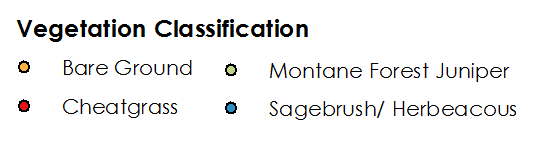 Vegetation Classification
Bare Ground
Montane Forest Juniper
Cheatgrass
Sagebrush/ Herbeacous